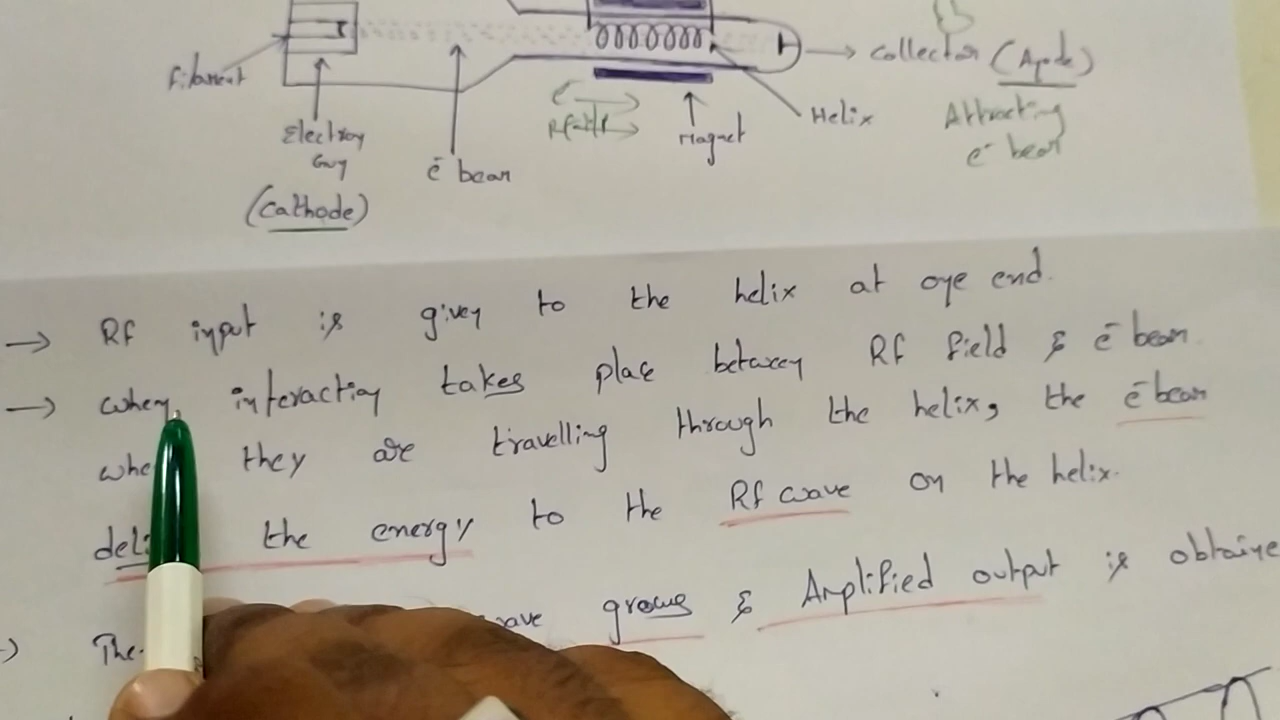 Filament
Electron
Gun
(Cathode)
e̅ beam
Magnet
Helix
Collector (Anode)
Attracting
e̅ beam
→ RF input is given to the helix at one end.
→ when interaction takes place between RF field & e̅ beam
they are travelling through the helix, the e̅ beam
the energy to the Rf wave on the helix.
The grows & Amplified output is